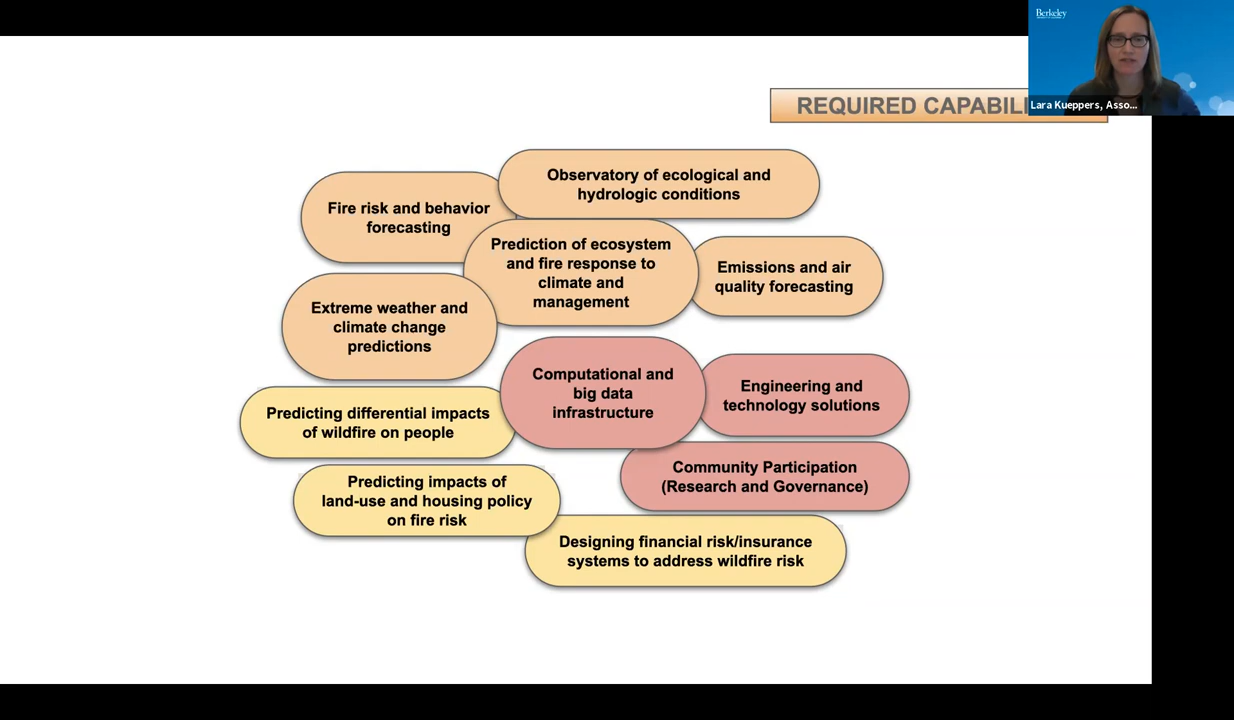 Berkeley
REQUIRED CAPABILI
Lara Kueppers, Asso...
Observatory of ecological and
hydrologic conditions
Fire risk and behavior
forecasting
Prediction of ecosystem
and fire response to
climate and
management
Emissions and air
quality forecasting
Extreme weather and
climate change
predictions
Computational and
big data
infrastructure
Engineering and
technology solutions
Predicting differential impacts
of wildfire on people
Community Participation
(Research and Governance)
Predicting impacts of
land-use and housing policy
on fire risk
Designing financial risk/insurance
systems to address wildfire risk